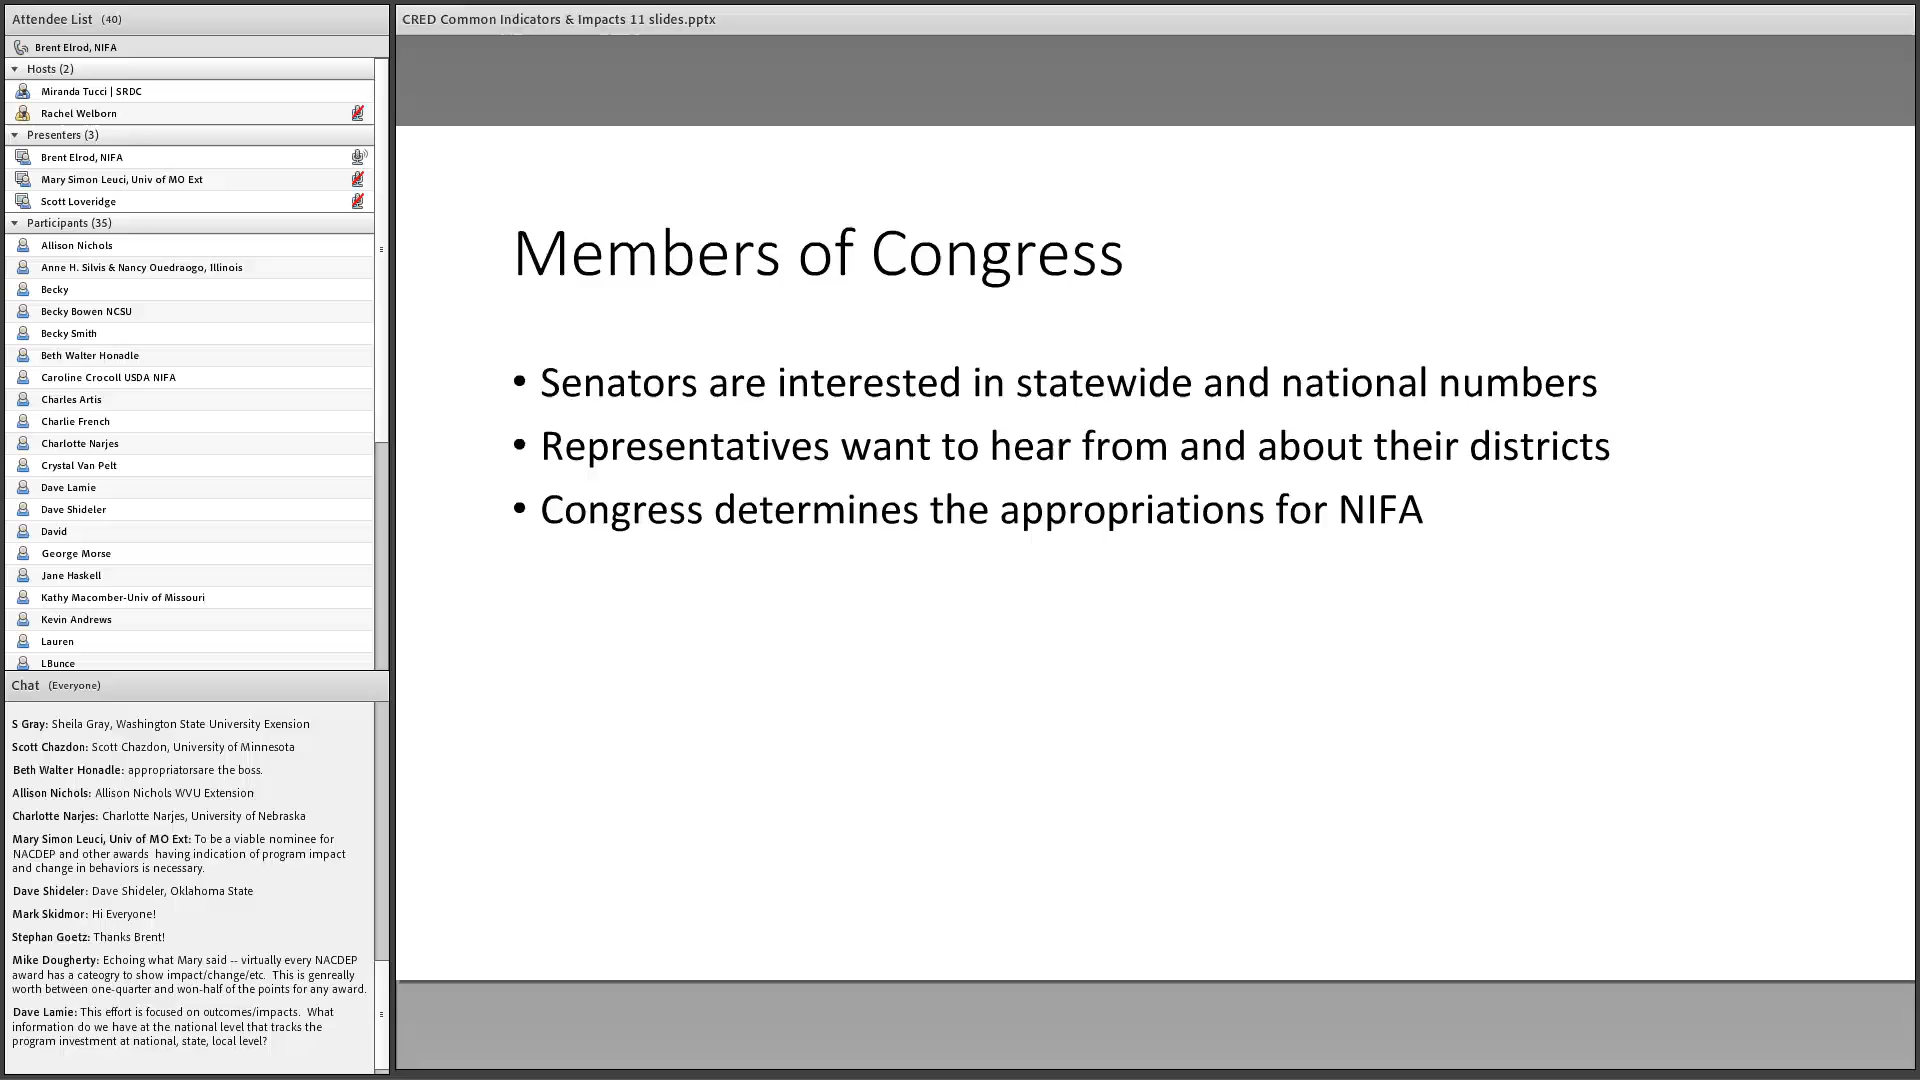 Attendee List (40)
Brent Elrod, NIFA
Hosts (2)
Miranda Tucci | SRDC
Rachel Welborn
Presenters (3)
Brent Elrod, NIFA
Mary Simon Leuci, Univ of MO Ext
Scott Loveridge
Participants (35)
Allison Nichols
Anne H. Silvis & Nancy Ouedraogo, Illinois
Becky
Becky Bowen NCSU
Becky Smith
Beth Walter Honadle
Caroline Crocoll USDA NIFA
Charles Artis
Charlie French
Charlotte Narjes
Crystal Van Pelt
Dave Lamie
Dave Shideler
David
George Morse
Jane Haskell
Kathy Macomber-Univ of Missouri
Kevin Andrews
Lauren
LBunce
Chat (Everyone)
S Gray: Sheila Gray, Washington State University Exension
Scott Chazdon: Scott Chazdon, University of Minnesota
Beth Walter Honadle: appropriatorsare the boss.
Allison Nichols: Allison Nichols WVU Extension
Charlotte Narjes: Charlotte Narjes, University of Nebraska
Mary Simon Leuci, Univ of MO Ext: To be a viable nominee for
NACDEP and other awards having indication of program impact
and change in behaviors is necessary.
Dave Shideler: Dave Shideler, Oklahoma State
Mark Skidmor: Hi Everyone!
Stephan Goetz: Thanks Brent!
Mike Dougherty: Echoing what Mary said -- virtually every NACDEP
award has a cateogry to show impact/change/etc. This is genreally
worth between one-quarter and won-half of the points for any award.
Dave Lamie: This effort is focused on outcomes/impacts. What
information do we have at the national level that tracks the
program investment at national, state, local level?
CRED Common Indicators & Impacts 11 slides.pptx
Members of Congress
• Senators are interested in statewide and national numbers
• Representatives want to hear from and about their districts
• Congress determines the appropriations for NIFA